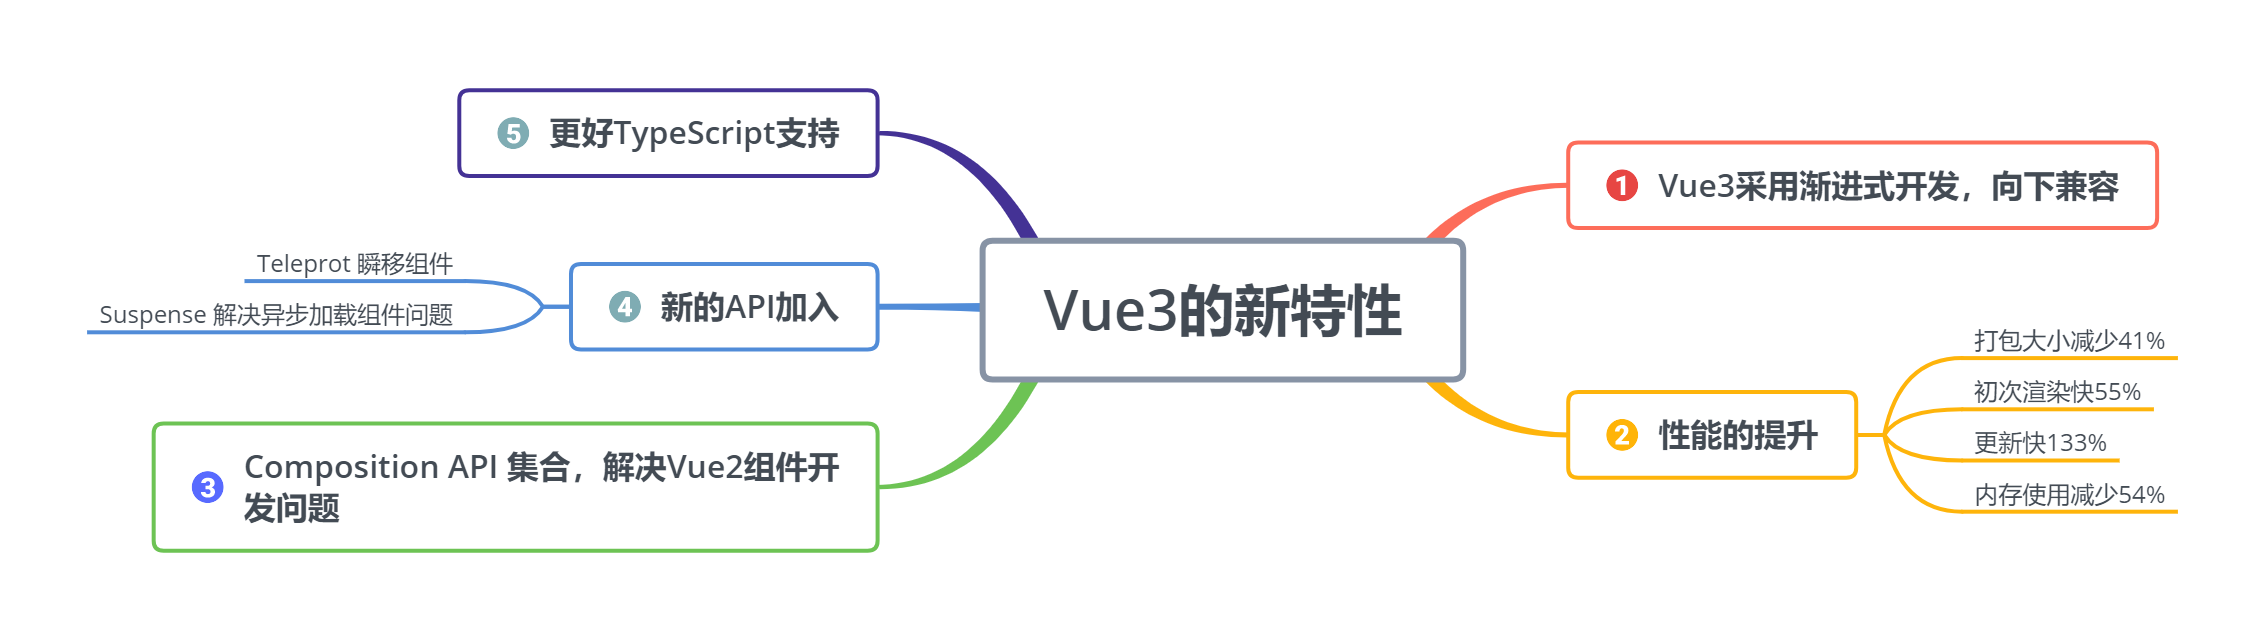 Vue3的新特性
1 Vue3采用渐进式开发，向下兼容
2 性能的提升
打包大小减少41%
初次渲染快55%
更新快133%
内存使用减少54%
3 Composition API 集合，解决Vue2组件开
发问题
4 新的API加入
Teleprot 瞬移组件
Suspense 解决异步加载组件问题
5 更好TypeScript支持